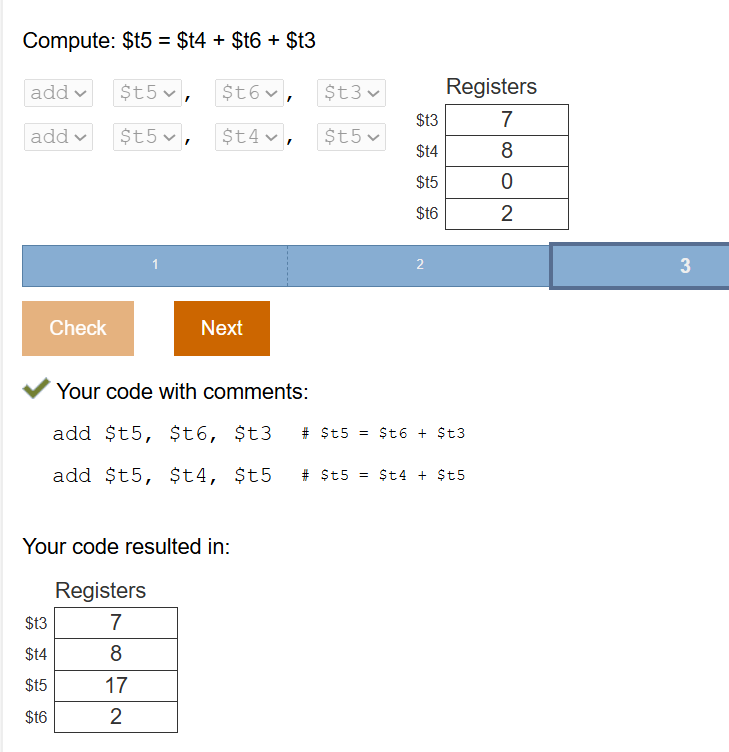 Compute: $t5 = $t4 + $t6 + $t3
add $t5, $t6, $t3
add $t5, $t4, $t5
Registers
$t3 7
$t4 8
$t5 0
$t6 2
1 2 3
Check Next
Your code with comments:
add $t5, $t6, $t3 # $t5 = $t6 + $t3
add $t5, $t4, $t5 # $t5 = $t4 + $t5
Your code resulted in:
Registers
$t3 7
$t4 8
$t5 17
$t6 2